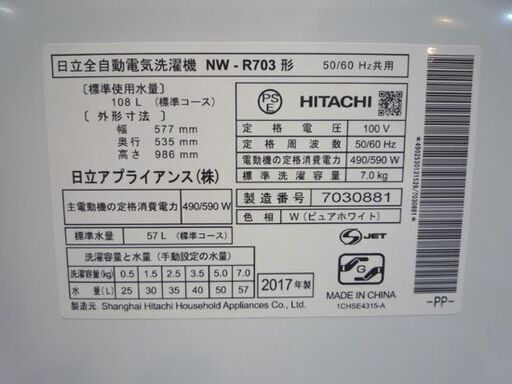 日立全自動電気洗濯機 NW - R703 形 50/60 Hz共用
〔標準使用水量〕
108 L (標準コース)
〔 外形寸法 〕
幅 577 mm
奥行 535 mm
高さ 986 mm
日立アプライアンス(株)
主電動機の定格消費電力 490/590 W
標準水量 57 L (標準コース)
洗濯容量と水量 (手動設定の水量)
洗濯容量(kg) 0.5 1.5 2.5 3.5 5.0 7.0
水量(L) 25 30 35 40 50 57
製造元 Shanghai Hitachi Household Appliances Co., Ltd.
PS
E
HITACHI
定格電圧 100 V
定格周波数 50/60 Hz
電動機の定格消費電力 490/590 W
標準洗濯容量 7.0 kg
製造番号 7030881
色相 W (ピュアホワイト)
JET
2017年製
G
MADE IN CHINA
1CHSE4315-A
*4902530131529/7030881*
-PP-